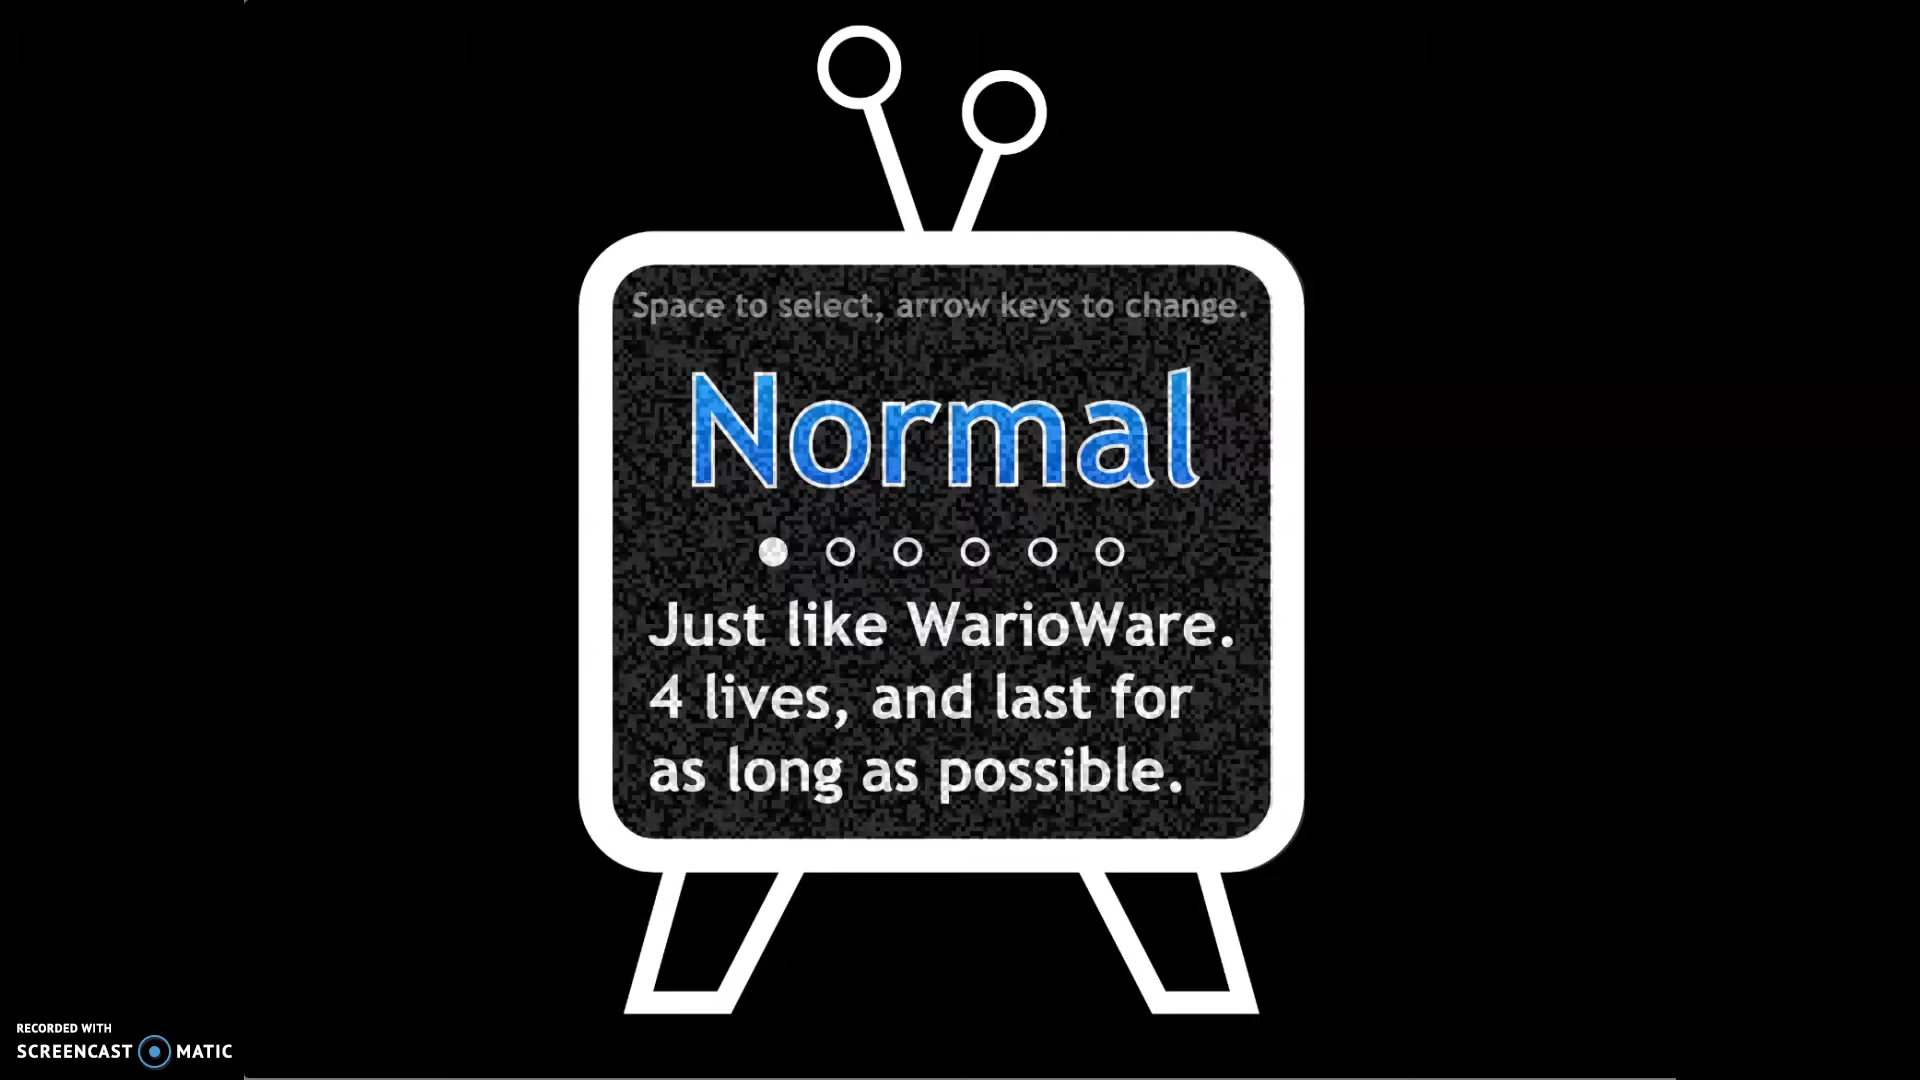 Space to select, arrow keys to change.
Normal
Just like WarioWare.
4 lives, and last for
as long as possible.
RECORDED WITH
SCREENCAST MATIC